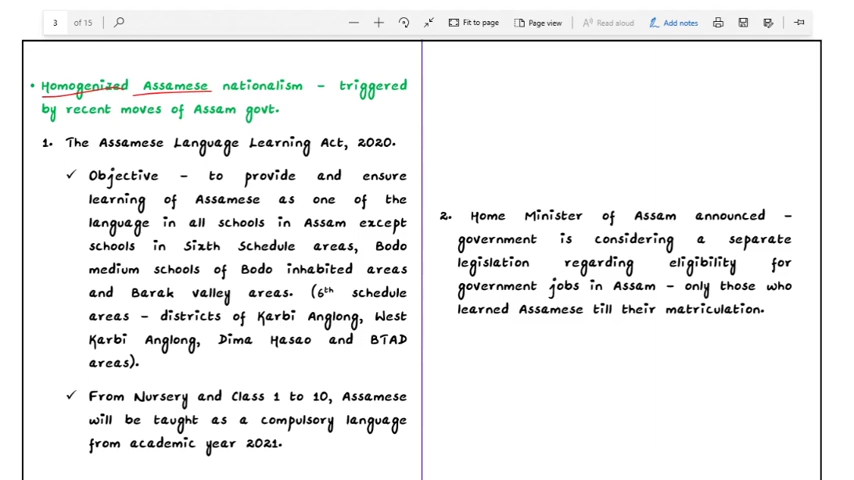 3 of 15 Fit to page Page view Read aloud Add notes
• Homogenized Assamese nationalism - triggered
by recent moves of Assam govt.
1. The Assamese Language Learning Act, 2020.
✓ Objective - to provide and ensure
learning of Assamese as one of the
language in all schools in Assam except
schools in Sixth Schedule areas, Bodo
medium schools of Bodo inhabited areas
and Barak valley areas. (6th schedule
areas - districts of Karbi Anglong, West
Karbi Anglong, Dima Hasao and BTAD
areas).
✓ From Nursery and Class 1 to 10, Assamese
will be taught as a compulsory language
from academic year 2021.
2. Home Minister of Assam announced -
government is considering a separate
legislation regarding eligibility for
government jobs in Assam - only those who
learned Assamese till their matriculation.